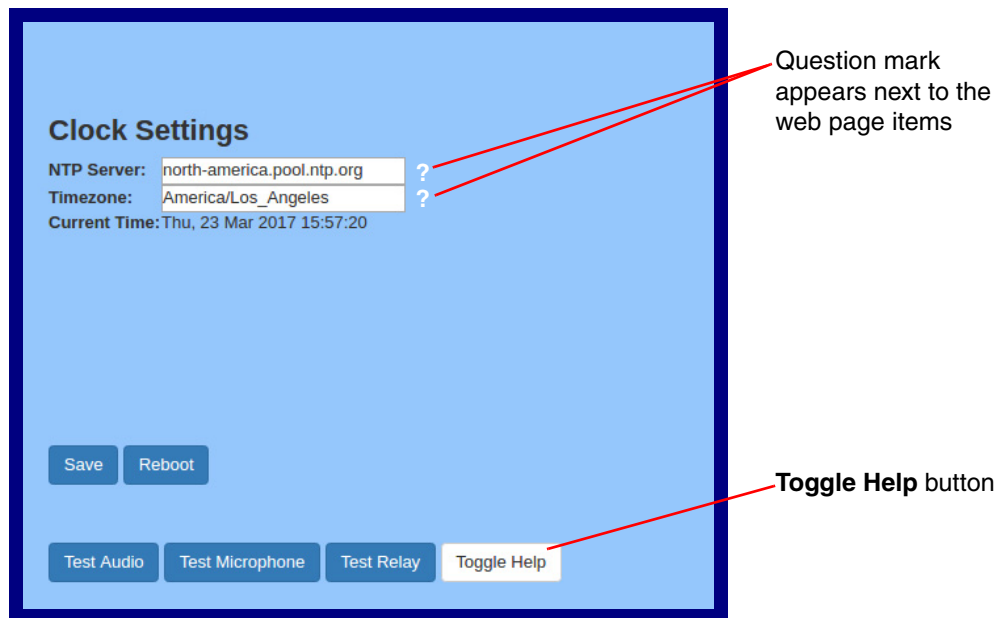 Question mark
appears next to the
web page items
Clock Settings
NTP Server: north-america.pool.ntp.org ?
Timezone: America/Los_Angeles ?
Current Time: Thu, 23 Mar 2017 15:57:20
Save Reboot
Toggle Help button
Test Audio Test Microphone Test Relay Toggle Help